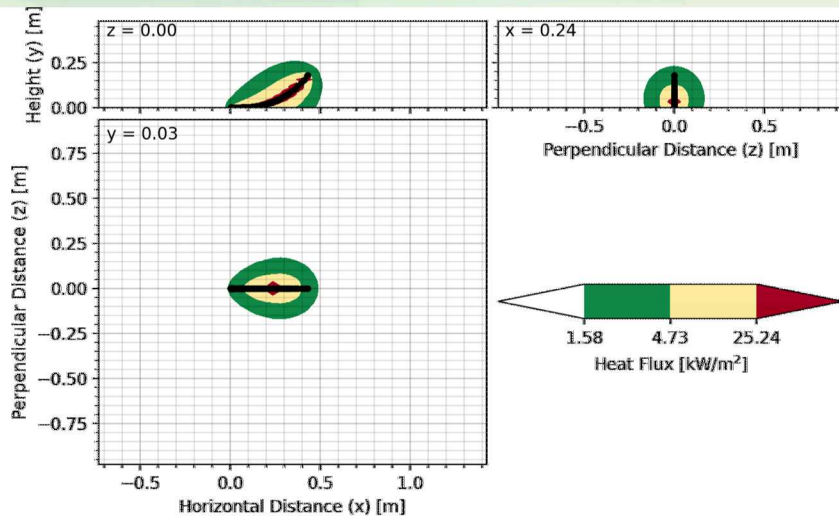 z = 0.00
Height (y) [m]
0.25
0.00
x = 0.24
−0.5 0.0 0.5
Perpendicular Distance (z) [m]
y = 0.03
Perpendicular Distance (z) [m]
0.75
0.50
0.25
0.00
−0.25
−0.50
−0.75
−0.5 0.0 0.5 1.0
Horizontal Distance (x) [m]
1.58 4.73 25.24
Heat Flux [kW/m²]